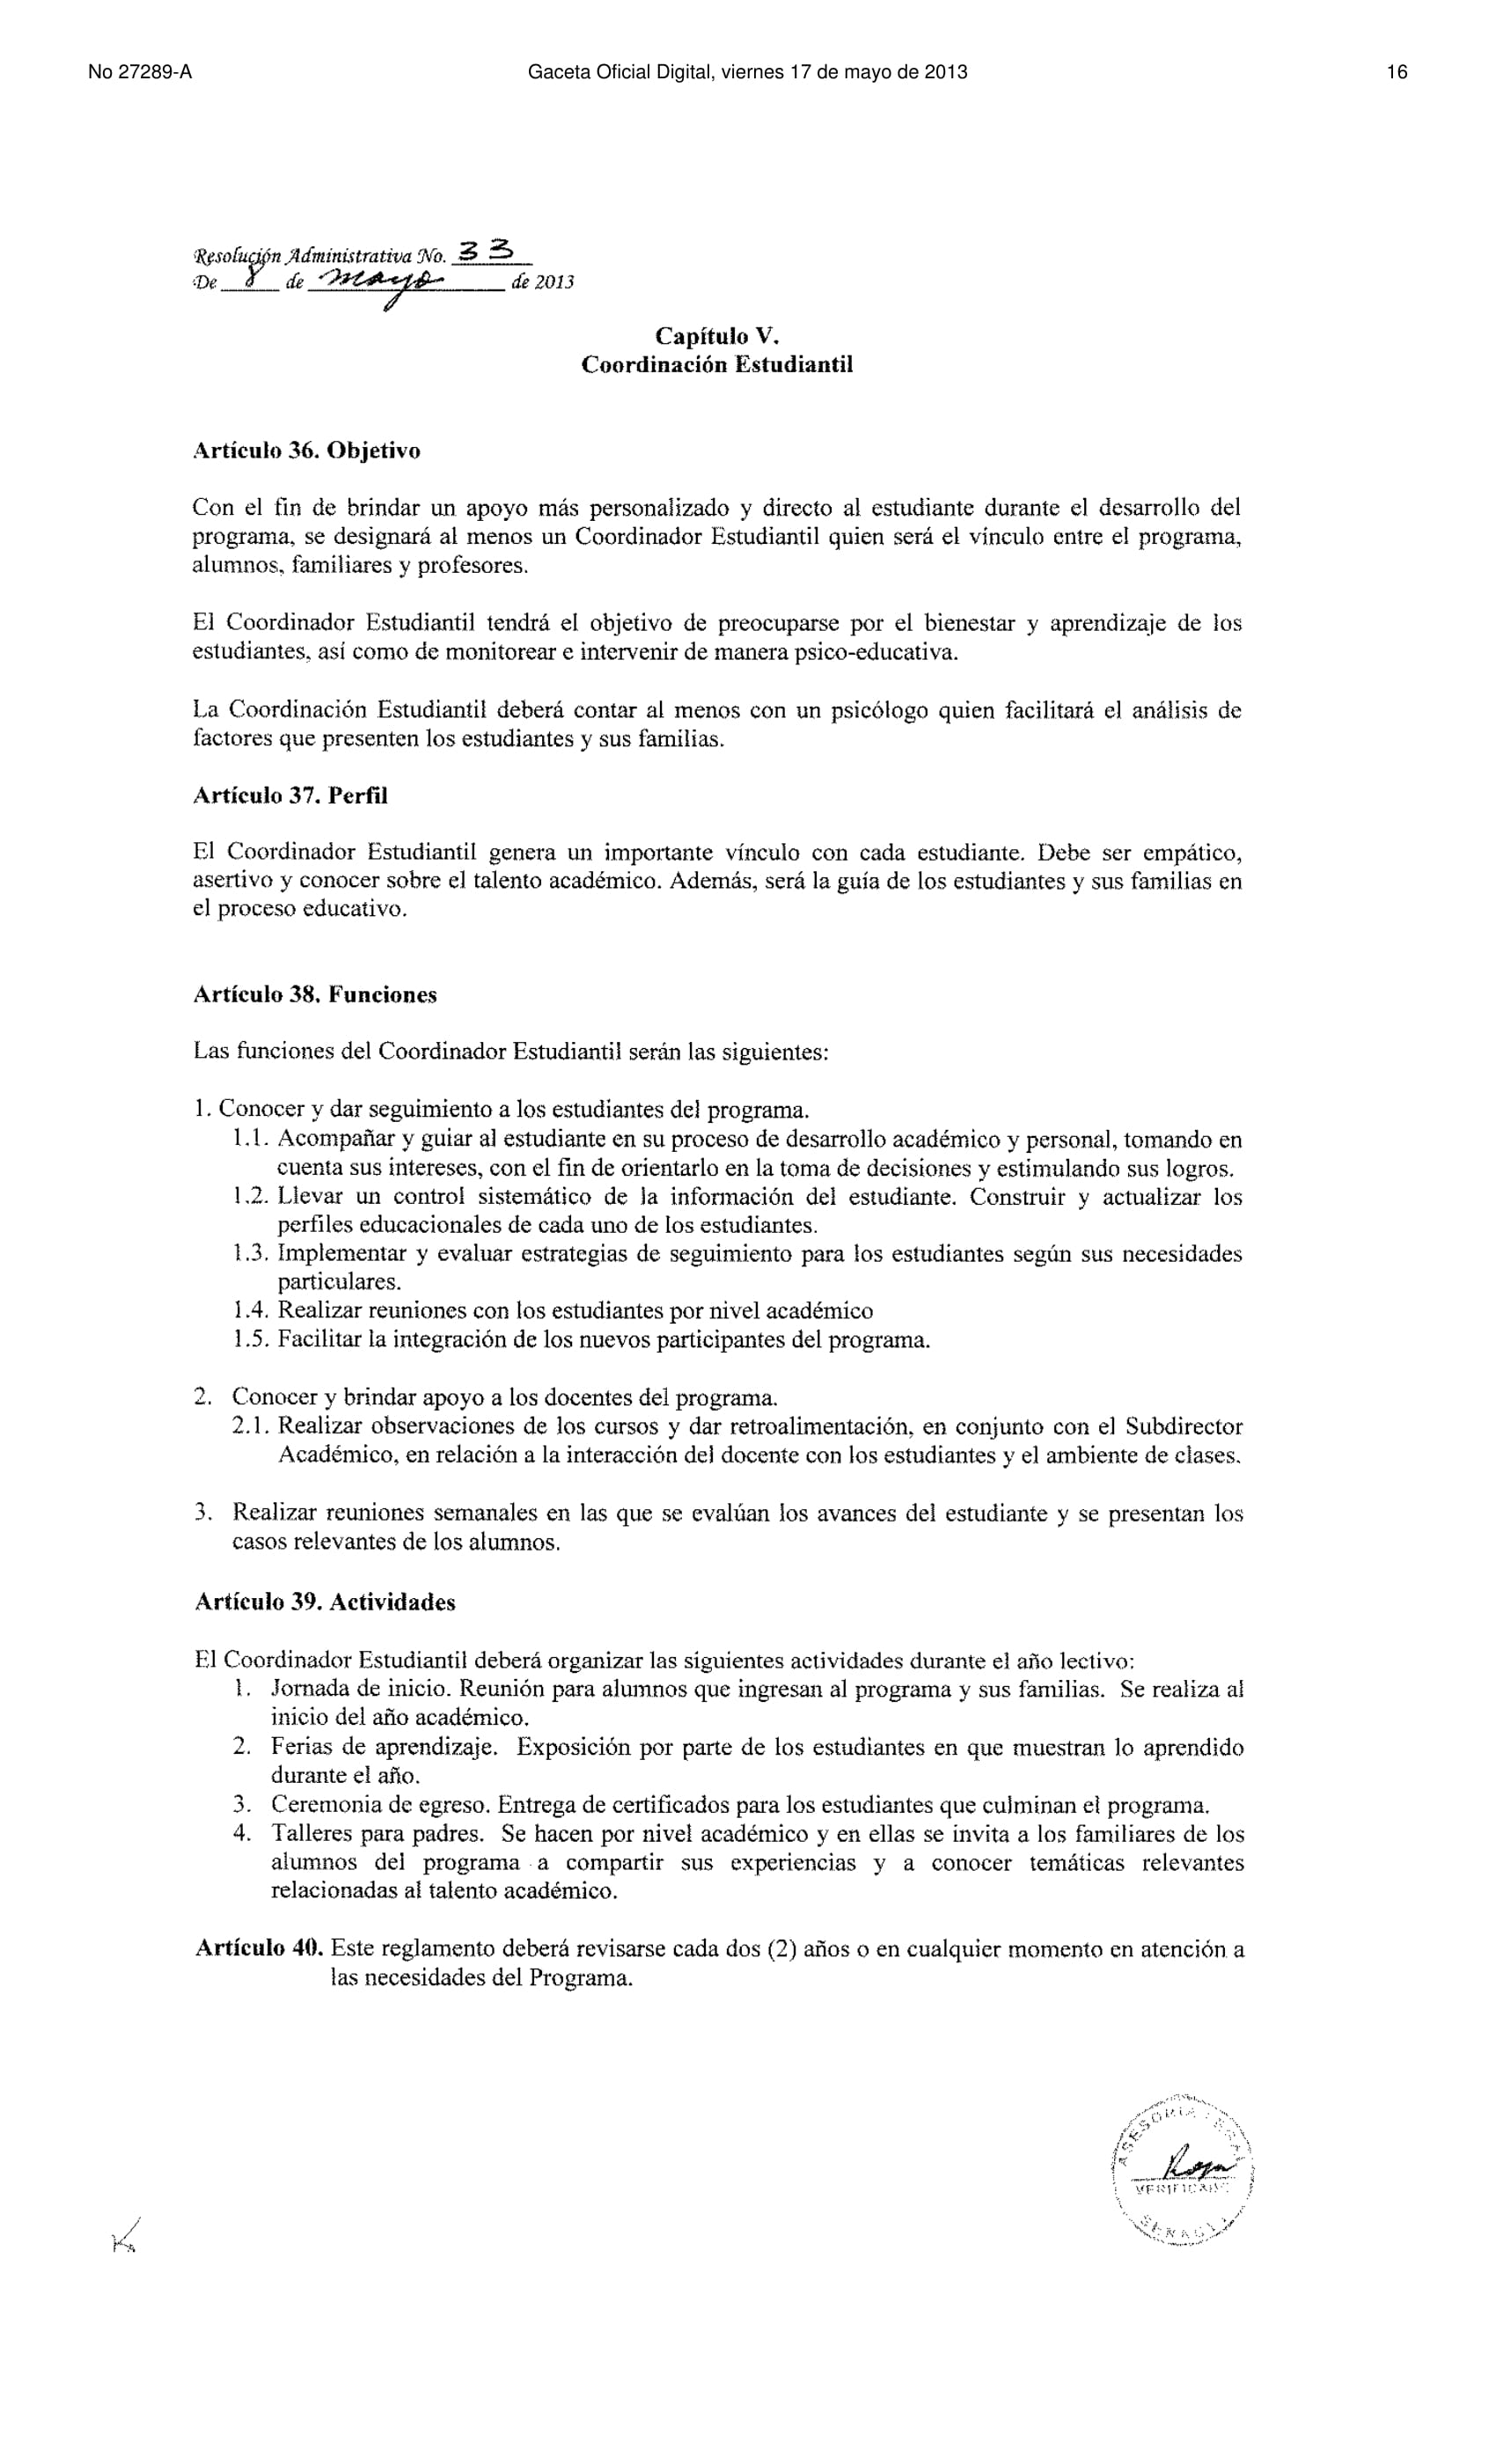 No 27289-A Gaceta Oficial Digital, viernes 17 de mayo de 2013 16
Resolución Administrativa No. 33
De 8 de mayo de 2013
Capítulo V.
Coordinación Estudiantil
Artículo 36. Objetivo
Con el fin de brindar un apoyo más personalizado y directo al estudiante durante el desarrollo del
programa, se designará al menos un Coordinador Estudiantil quien será el vínculo entre el programa,
alumnos, familiares y profesores.
El Coordinador Estudiantil tendrá el objetivo de preocuparse por el bienestar y aprendizaje de los
estudiantes, así como de monitorear e intervenir de manera psico-educativa.
La Coordinación Estudiantil deberá contar al menos con un psicólogo quien facilitará el análisis de
factores que presenten los estudiantes y sus familias.
Artículo 37. Perfil
El Coordinador Estudiantil genera un importante vínculo con cada estudiante. Debe ser empático,
asertivo y conocer sobre el talento académico. Además, será la guía de los estudiantes y sus familias en
el proceso educativo.
Artículo 38. Funciones
Las funciones del Coordinador Estudiantil serán las siguientes:
1. Conocer y dar seguimiento a los estudiantes del programa.
1.1. Acompañar y guiar al estudiante en su proceso de desarrollo académico y personal, tomando en
cuenta sus intereses, con el fin de orientarlo en la toma de decisiones y estimulando sus logros.
1.2. Llevar un control sistemático de la información del estudiante. Construir y actualizar los
perfiles educacionales de cada uno de los estudiantes.
1.3. Implementar y evaluar estrategias de seguimiento para los estudiantes según sus necesidades
particulares.
1.4. Realizar reuniones con los estudiantes por nivel académico
1.5. Facilitar la integración de los nuevos participantes del programa.
2. Conocer y brindar apoyo a los docentes del programa.
2.1. Realizar observaciones de los cursos y dar retroalimentación, en conjunto con el Subdirector
Académico, en relación a la interacción del docente con los estudiantes y el ambiente de clases.
3. Realizar reuniones semanales en las que se evalúan los avances del estudiante y se presentan los
casos relevantes de los alumnos.
Artículo 39. Actividades
El Coordinador Estudiantil deberá organizar las siguientes actividades durante el año lectivo:
1. Jornada de inicio. Reunión para alumnos que ingresan al programa y sus familias. Se realiza al
inicio del año académico.
2. Ferias de aprendizaje. Exposición por parte de los estudiantes en que muestran lo aprendido
durante el año.
3. Ceremonia de egreso. Entrega de certificados para los estudiantes que culminan el programa.
4. Talleres para padres. Se hacen por nivel académico y en ellas se invita a los familiares de los
alumnos del programa a compartir sus experiencias y a conocer temáticas relevantes
relacionadas al talento académico.
Artículo 40. Este reglamento deberá revisarse cada dos (2) años o en cualquier momento en atención a
las necesidades del Programa.
ASESORIA LEGAL
VERIFICADO
SENACYT